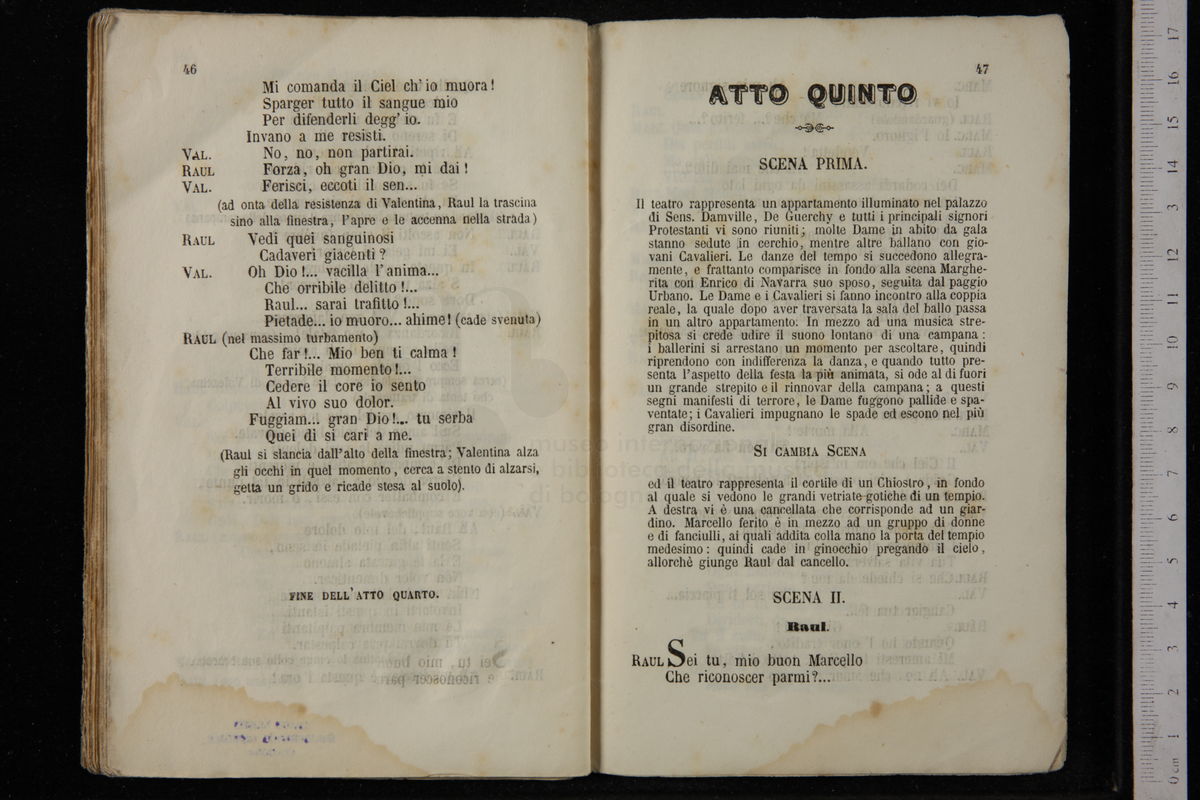 46
Mi comanda il Ciel ch' io muora!
Sparger tutto il sangue mio
Per difenderli degg' io.
Invano a me resisti.
VAL. No, no, non partirai.
RAUL Forza, oh gran Dio, mi dai!
VAL. Ferisci, eccoti il sen...
(ad onta della resistenza di Valentina, Raul la trascina
sino alla finestra, l'apre e le accenna nella strada)
RAUL Vedi quei sanguinosi
Cadaveri giacenti?
VAL. Oh Dio!... vacilla l'anima...
Che orribile delitto!...
Raul... sarai trafitto!...
Pietade... io muoro... ahime! (cade svenuta)
RAUL (nel massimo turbamento)
Che far!... Mio ben ti calma!
Terribile momento!...
Cedere il core io sento
Al vivo suo dolor.
Fuggiam... gran Dio!... tu serba
Quei dì sì cari a me.
(Raul si slancia dall'alto della finestra; Valentina alza
gli occhi in quel momento, cerca a stento di alzarsi,
getta un grido e ricade stesa al suolo).
FINE DELL'ATTO QUARTO.
47
ATTO QUINTO
SCENA PRIMA.
Il teatro rappresenta un appartamento illuminato nel palazzo
di Sens. Damville, De Guerchy e tutti i principali signori
Protestanti vi sono riuniti; molte Dame in abito da gala
stanno sedute in cerchio, mentre altre ballano con gio-
vani Cavalieri. Le danze del tempo si succedono allegra-
mente, e frattanto comparisce in fondo alla scena Marghe-
rita con Enrico di Navarra suo sposo, seguita dal paggio
Urbano. Le Dame e i Cavalieri si fanno incontro alla coppia
reale, la quale dopo aver traversata la sala del ballo passa
in un altro appartamento. In mezzo ad una musica stre-
pitosa si crede udire il suono lontano di una campana:
i ballerini si arrestano un momento per ascoltare, quindi
riprendono con indifferenza la danza, e quando tutto pre-
senta l'aspetto della festa la più animata, si ode al di fuori
un grande strepito e il rinnovar della campana; a questi
segni manifesti di terrore, le Dame fuggono pallide e spa-
ventate; i Cavalieri impugnano le spade ed escono nel più
gran disordine.
SI CAMBIA SCENA
ed il teatro rappresenta il cortile di un Chiostro, in fondo
al quale si vedono le grandi vetriate gotiche di un tempio.
A destra vi è una cancellata che corrisponde ad un giar-
dino. Marcello ferito è in mezzo ad un gruppo di donne
e di fanciulli, ai quali addita colla mano la porta del tempio
medesimo: quindi cade in ginocchio pregando il cielo,
allorchè giunge Raul dal cancello.
SCENA II.
Raul.
RAUL Sei tu, mio buon Marcello
Che riconoscer parmi?...
museo internazionale
biblioteca della musica
di bologna